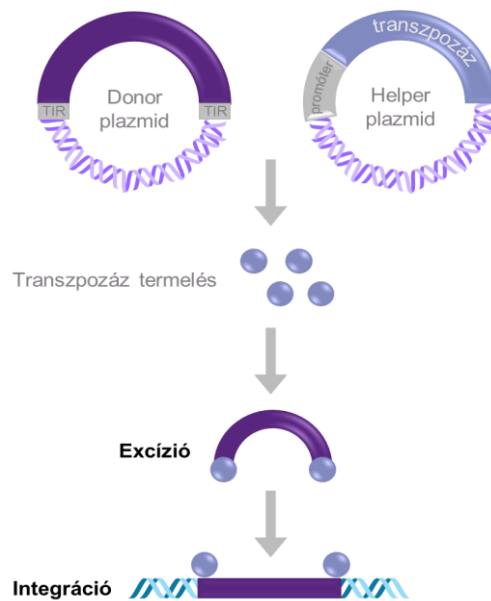 transzpozáz
promóter
TIR
Donor
plazmid
TIR
Helper
plazmid
Transzpozáz termelés
Excízió
Integráció